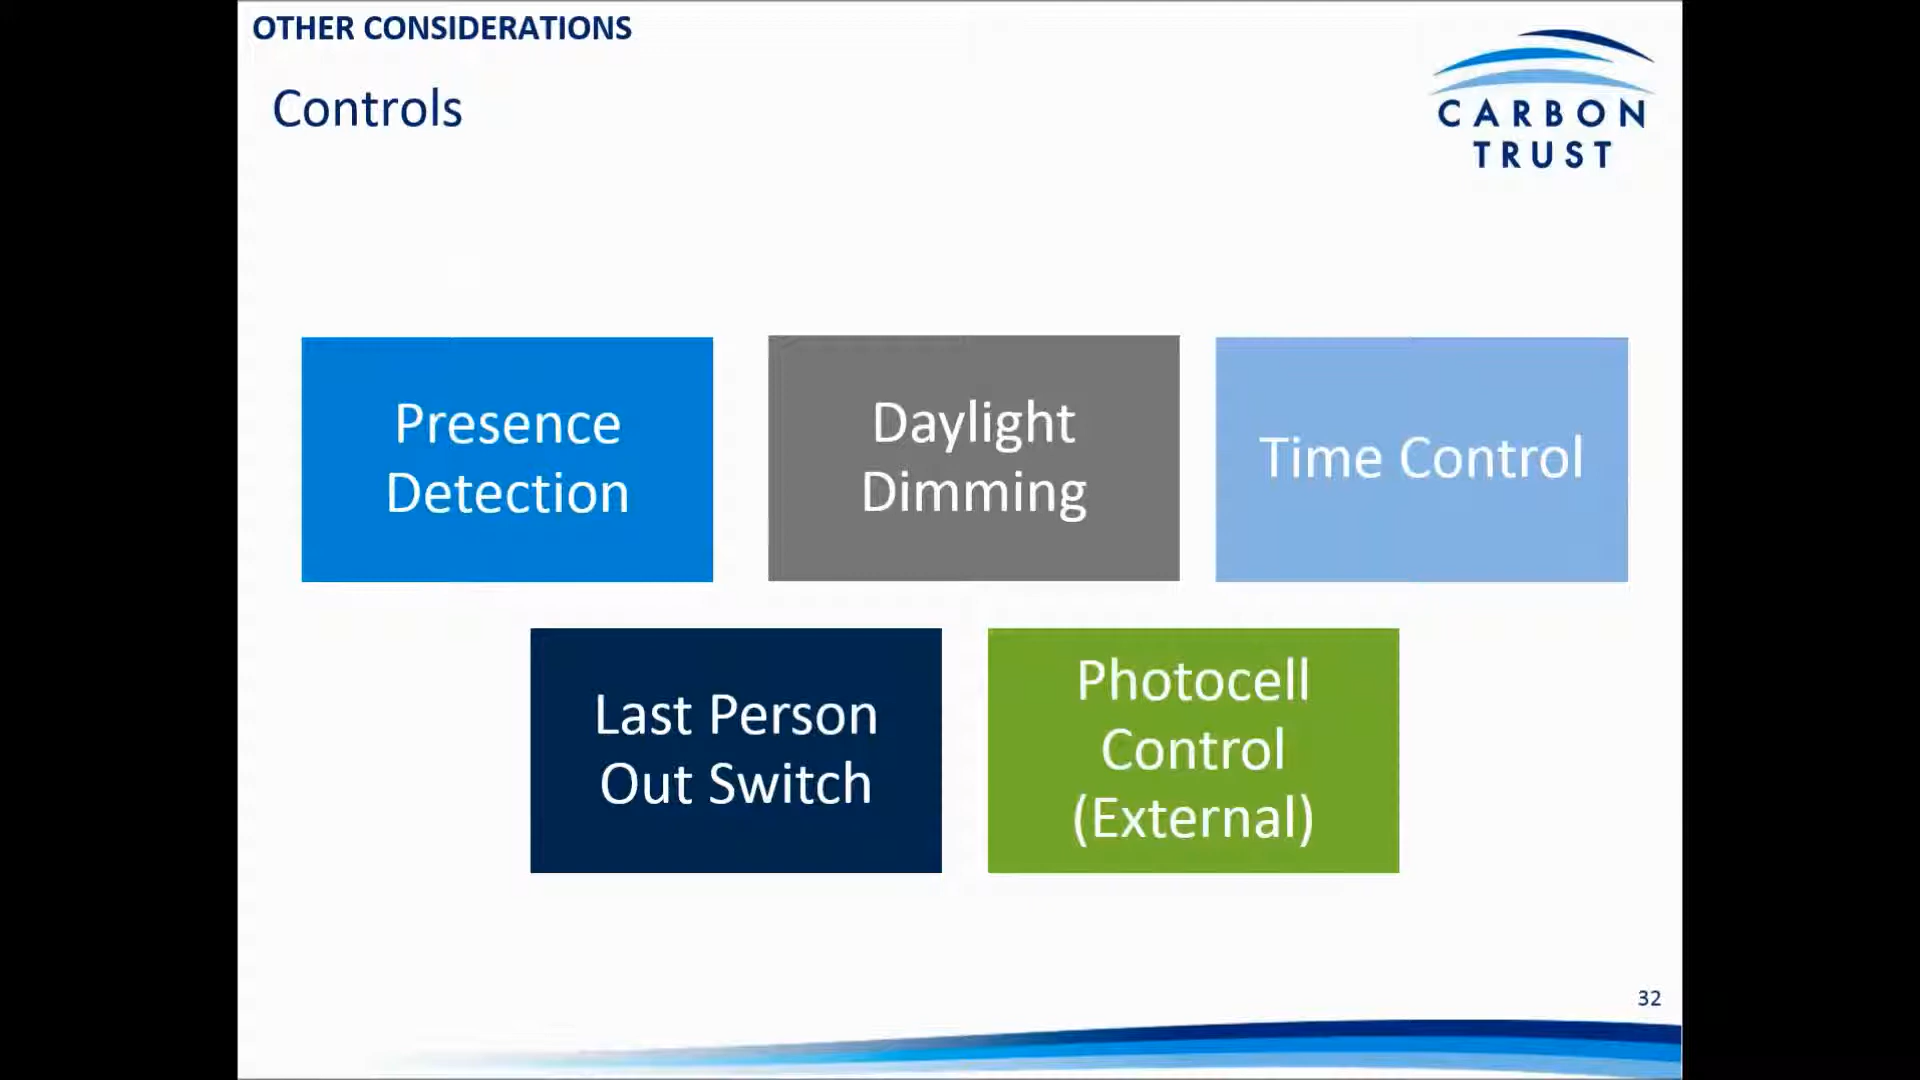 OTHER CONSIDERATIONS
Controls
CARBON
TRUST
Presence
Detection
Daylight
Dimming
Time Control
Last Person
Out Switch
Photocell
Control
(External)
32